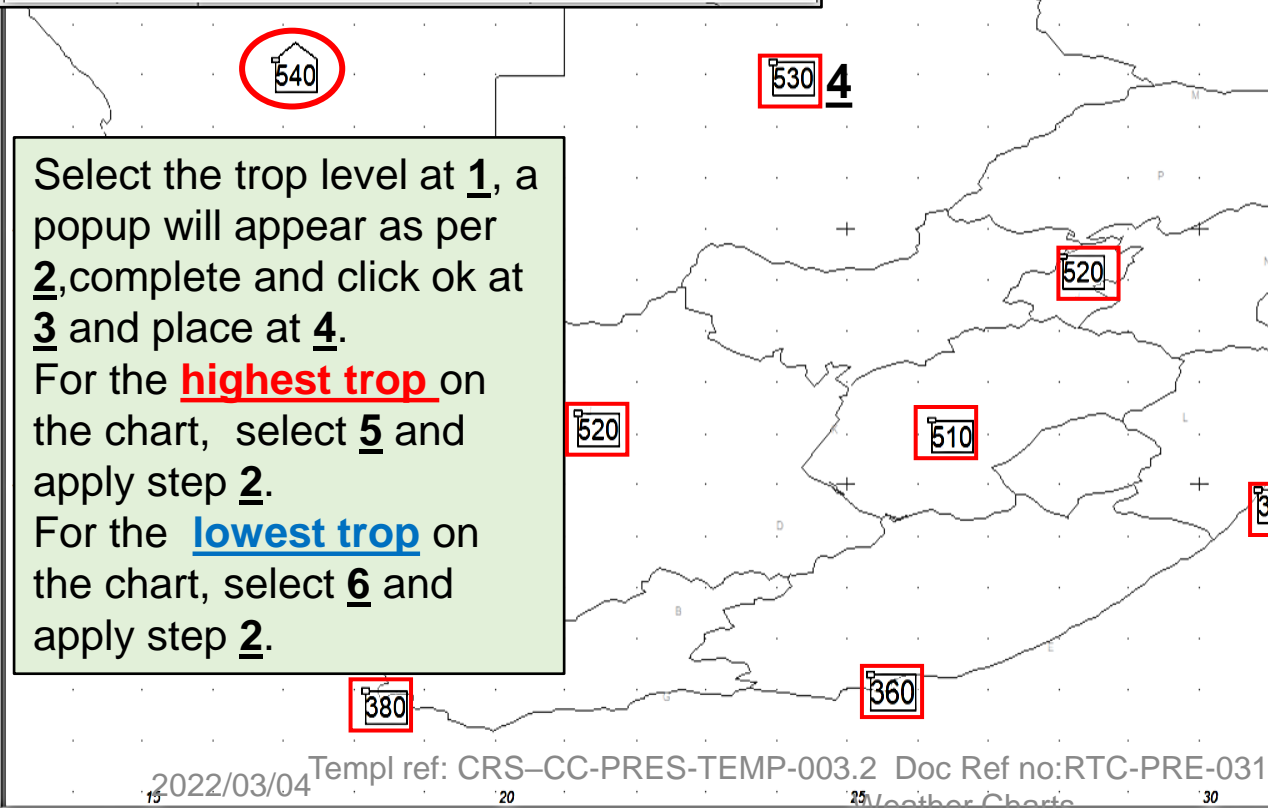 540
530 4
Select the trop level at 1, a
popup will appear as per
2,complete and click ok at
3 and place at 4.
For the highest trop on
the chart, select 5 and
apply step 2.
For the lowest trop on
the chart, select 6 and
apply step 2.
M
P
520
520
510
L
D
B
E
G
380
360
Templ ref: CRS–CC-PRES-TEMP-003.2 Doc Ref no:RTC-PRE-031
2022/03/04
Weather Charts
15
20
25
30